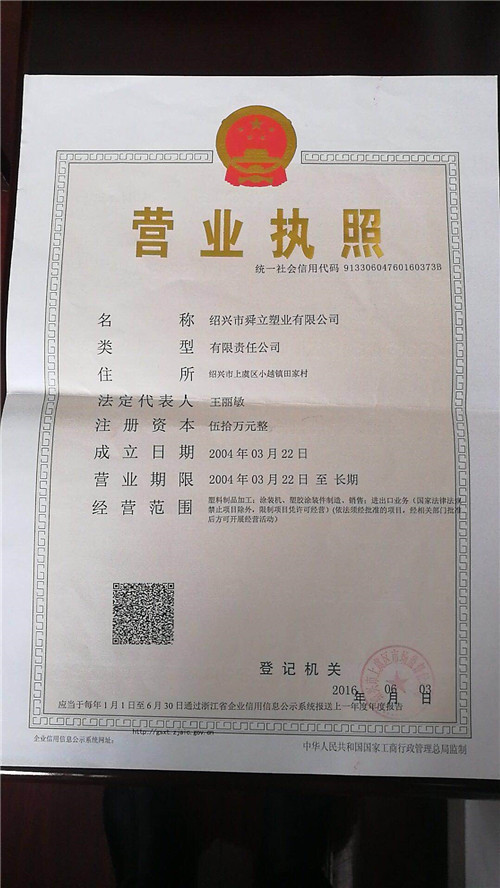 营业执照
统一社会信用代码 91330604760160373B
名称 绍兴市舜立塑业有限公司
类型 有限责任公司
住所 绍兴市上虞区小越镇田家村
法定代表人 王丽敏
注册资本 伍拾万元整
成立日期 2004年03月22日
营业期限 2004年03月22日 至 长期
经营范围 塑料制品加工;涂装机、塑胶涂装件制造、销售;进出口业务(国家法律法规
禁止项目除外,限制项目凭许可经营)(依法须经批准的项目,经相关部门批准
后方可开展经营活动)
登记机关
2016年06月03日
应当于每年1月1日至6月30日通过浙江省企业信用信息公示系统报送上一年度年度报告
企业信用信息公示系统网址: http://gsxt.zjaic.gov.cn
中华人民共和国国家工商行政管理总局监制